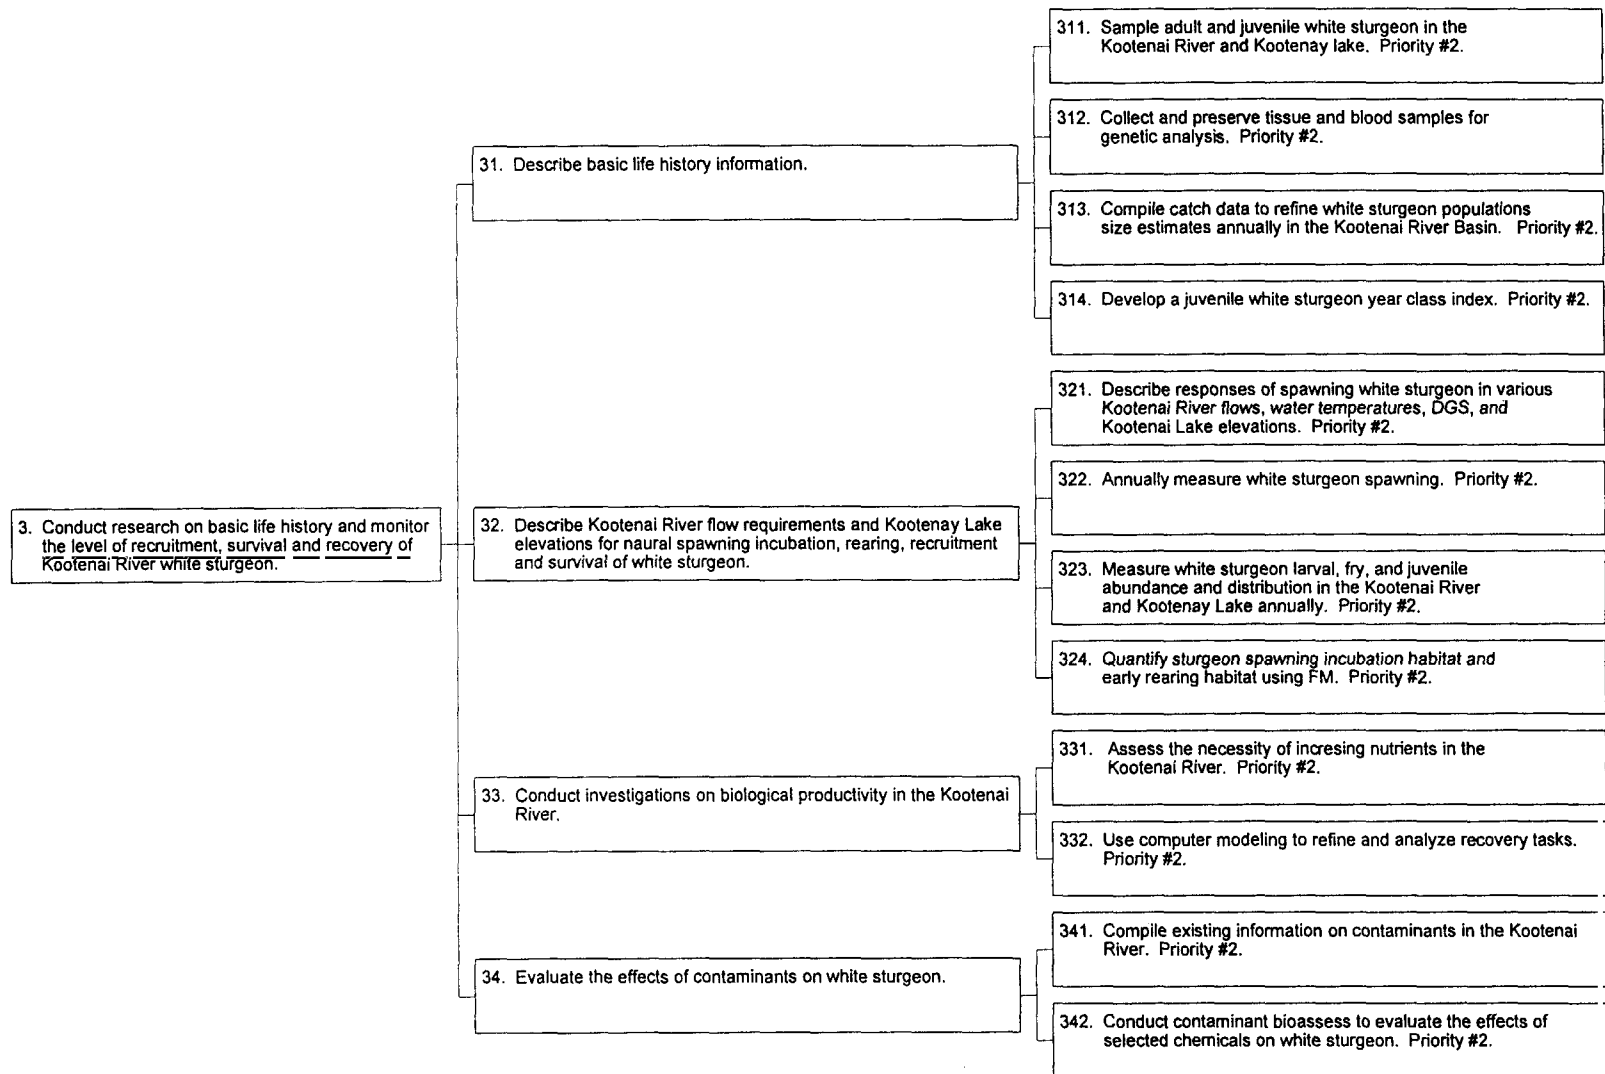 311. Sample adult and juvenile white sturgeon in the
Kootenai River and Kootenay lake. Priority #2.
312. Collect and preserve tissue and blood samples for
genetic analysis. Priority #2.
31. Describe basic life history information.
313. Compile catch data to refine white sturgeon populations
size estimates annually in the Kootenai River Basin. Priority #2.
314. Develop a juvenile white sturgeon year class index. Priority #2.
321. Describe responses of spawning white sturgeon in various
Kootenai River flows, water temperatures, DGS, and
Kootenai Lake elevations. Priority #2.
322. Annually measure white sturgeon spawning. Priority #2.
3. Conduct research on basic life history and monitor
the level of recruitment, survival and recovery of
Kootenai River white sturgeon.
32. Describe Kootenai River flow requirements and Kootenay Lake
elevations for naural spawning incubation, rearing, recruitment
and survival of white sturgeon.
323. Measure white sturgeon larval, fry, and juvenile
abundance and distribution in the Kootenai River
and Kootenay Lake annually. Priority #2.
324. Quantify sturgeon spawning incubation habitat and
early rearing habitat using FM. Priority #2.
331. Assess the necessity of incresing nutrients in the
Kootenai River. Priority #2.
33. Conduct investigations on biological productivity in the Kootenai
River.
332. Use computer modeling to refine and analyze recovery tasks.
Priority #2.
341. Compile existing information on contaminants in the Kootenai
River. Priority #2.
34. Evaluate the effects of contaminants on white sturgeon.
342. Conduct contaminant bioassess to evaluate the effects of
selected chemicals on white sturgeon. Priority #2.